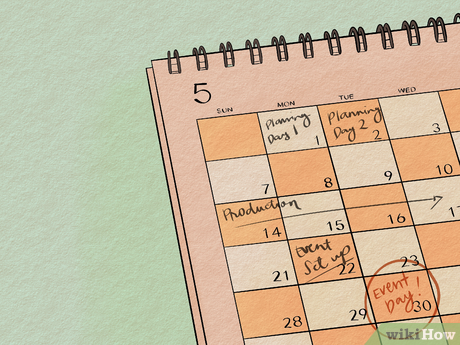 5
SUN MON TUE WED
Planning
Day 1
Planning
Day 2
1 2 3
7 8 9 10
Production
14 15 16 17
Event
Set up
21 22 23
Event
Day!
28 29 30
wikiHow